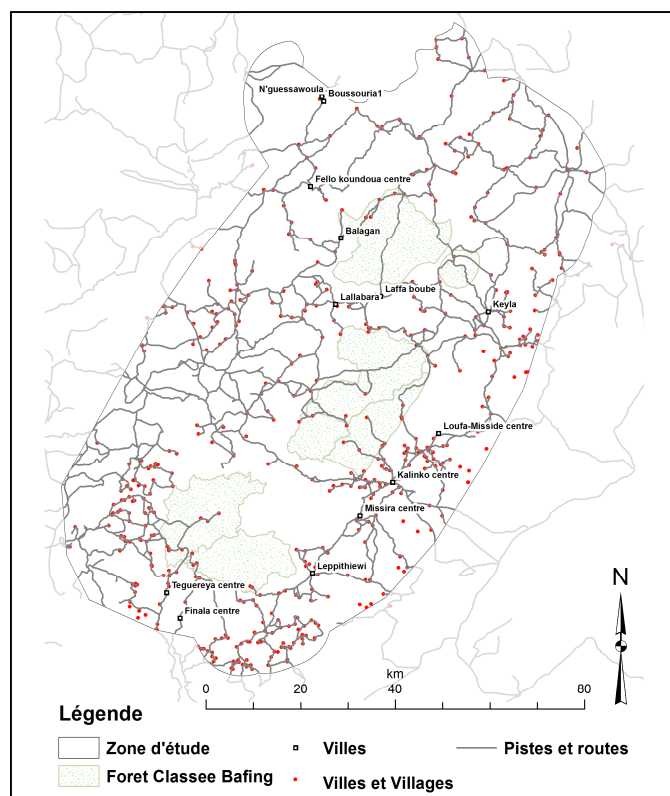 N'guessawoula
Boussouria1
Fello koundoua centre
Balagan
Laffa boube
Lallabara
Keyla
Loufa-Misside centre
Kalinko centre
Missira centre
Leppithiewi
Teguereya centre
Finala centre
N
km
0 20 40 80
Légende
Zone d'étude
Villes
Pistes et routes
Foret Classee Bafing
Villes et Villages